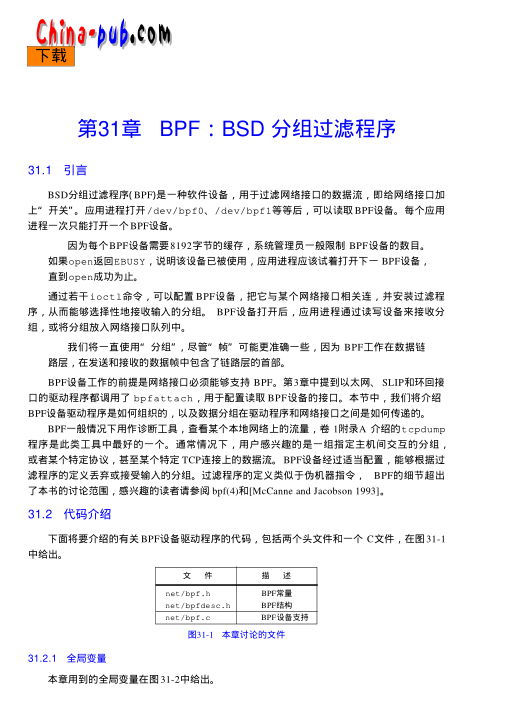 China-pub.com
下载
第31章 BPF：BSD 分组过滤程序
31.1 引言
BSD分组过滤程序( BPF)是一种软件设备，用于过滤网络接口的数据流，即给网络接口加
上“开关”。应用进程打开/dev/bpf0、/dev/bpf1等等后，可以读取BPF设备。每个应用
进程一次只能打开一个BPF设备。
因为每个BPF设备需要8192字节的缓存，系统管理员一般限制 BPF设备的数目。
如果open返回EBUSY，说明该设备已被使用，应用进程应该试着打开下一 BPF设备，
直到open成功为止。
通过若干ioctl命令，可以配置BPF设备，把它与某个网络接口相关连，并安装过滤程
序，从而能够选择性地接收输入的分组。 BPF设备打开后，应用进程通过读写设备来接收分
组，或将分组放入网络接口队列中。
我们将一直使用“分组”，尽管“帧”可能更准确一些，因为 BPF工作在数据链
路层，在发送和接收的数据帧中包含了链路层的首部。
BPF设备工作的前提是网络接口必须能够支持 BPF。第3章中提到以太网、 SLIP和环回接
口的驱动程序都调用了 bpfattach，用于配置读取BPF设备的接口。本节中，我们将介绍
BPF设备驱动程序是如何组织的，以及数据分组在驱动程序和网络接口之间是如何传递的。
BPF一般情况下用作诊断工具，查看某个本地网络上的流量，卷 1附录A 介绍的tcpdump
程序是此类工具中最好的一个。通常情况下，用户感兴趣的是一组指定主机间交互的分组，
或者某个特定协议，甚至某个特定 TCP连接上的数据流。BPF设备经过适当配置，能够根据过
滤程序的定义丢弃或接受输入的分组。过滤程序的定义类似于伪机器指令， BPF的细节超出
了本书的讨论范围，感兴趣的读者请参阅 bpf(4)和[McCanne and Jacobson 1993]。
31.2 代码介绍
下面将要介绍的有关BPF设备驱动程序的代码，包括两个头文件和一个 C文件，在图31-1
中给出。
文 件 描 述
net/bpf.h BPF常量
net/bpfdesc.h BPF结构
net/bpf.c BPF设备支持
图31-1 本章讨论的文件
31.2.1 全局变量
本章用到的全局变量在图31-2中给出。